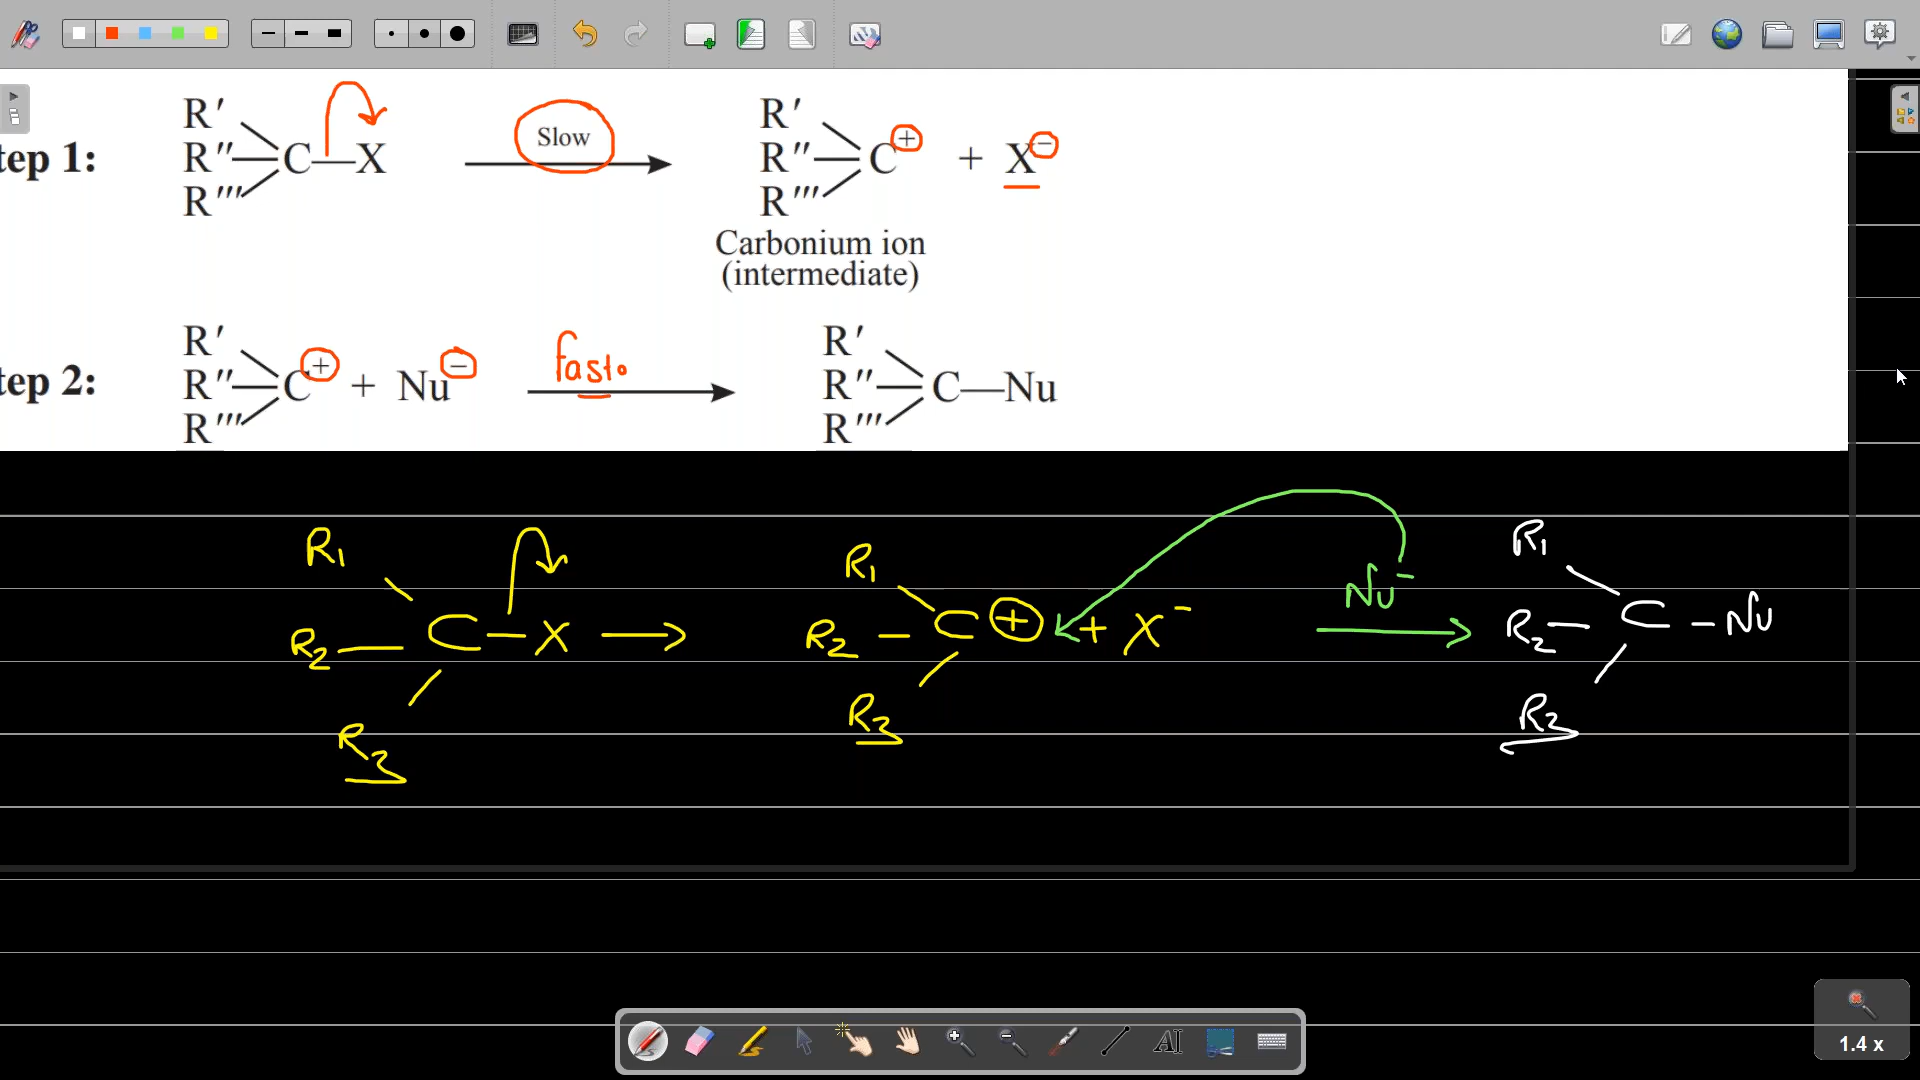 R′
tep 1: R″ — C — X Slow R″ — C⁺ + X⁻
R‴
R′
R‴
Carbonium ion
(intermediate)
R′
tep 2: R″ — C⁺ + Nu⁻ fast. R″ — C — Nu
R‴
R′
R‴
R1
R2 — C — X →
R3
R1
R2 — C ⊕ + X⁻
R3
Nu⁻
→
R1
R2 — C — Nu
R3
1.4 x